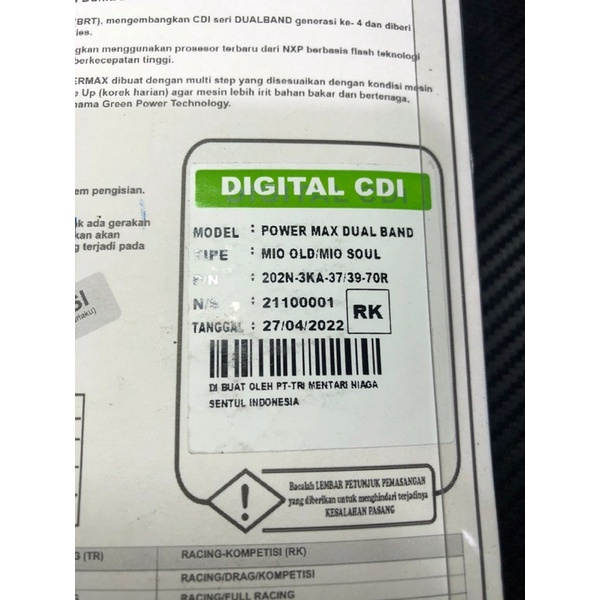 (BRT), mengembangkan CDI seri DUALBAND generasi ke- 4 dan diberi
gkan menggunakan prosesor terbaru dari NXP berbasis flash teknologi
berkecepatan tinggi.
ERMAX dibuat dengan multi step yang disesuaikan dengan kondisi mesin
e Up (korek harian) agar mesin lebih irit bahan bakar dan bertenaga,
nama Green Power Technology.
em pengisian.
ik ada gerakan
kan akan
g terjadi pada
SI
DIGITAL CDI
MODEL : POWER MAX DUAL BAND
TIPE : MIO OLD/MIO SOUL
P/N : 202N-3KA-37/39-70R
N/S : 21100001
TANGGAL : 27/04/2022
RK
DI BUAT OLEH PT-TRI MENTARI NIAGA
SENTUL INDONESIA
Bacalah LEMBAR PETUNJUK PEMASANGAN
yang diberikan untuk menghindari terjadinya
KESALAHAN PASANG
G (TR) RACING-KOMPETISI (RK)
RACING/DRAG/KOMPETISI
G RACING/FULL RACING